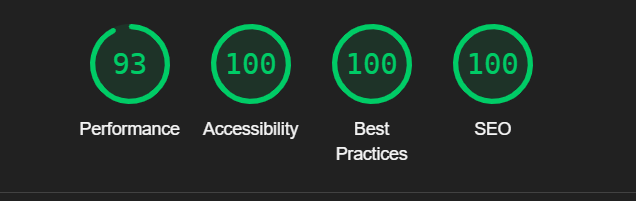 93 100 100 100
Performance Accessibility Best Practices SEO